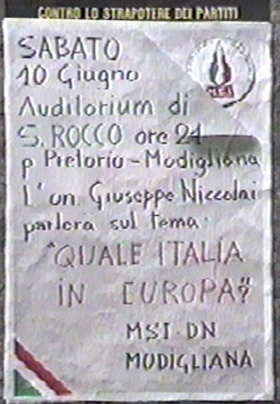 CONTRO LO STRAPOTERE DEI PARTITI
SABATO
10 Giugno
Auditorium di
S. ROCCO ore 21
p Pretorio - Modigliana
l'on. Giuseppe Niccolai
parlerà sul tema:
"QUALE ITALIA
IN EUROPA?"
MSI-DN
MODIGLIANA